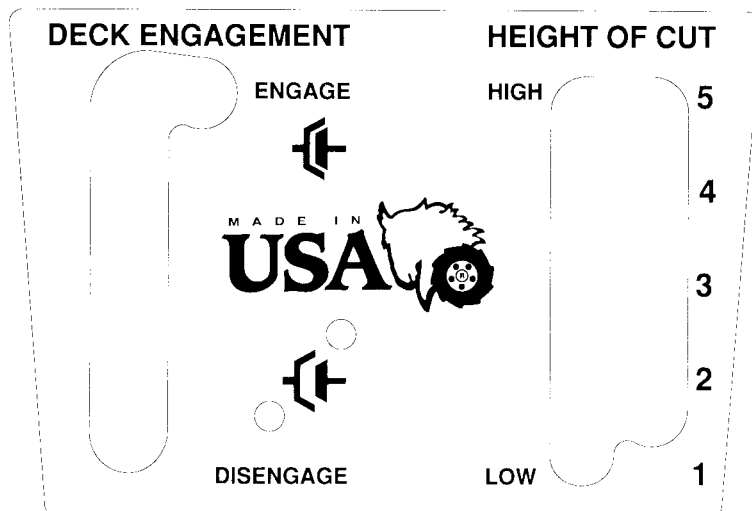 DECK ENGAGEMENT
HEIGHT OF CUT
ENGAGE
HIGH
5
4
MADE IN
USA
R
3
2
DISENGAGE
LOW
1